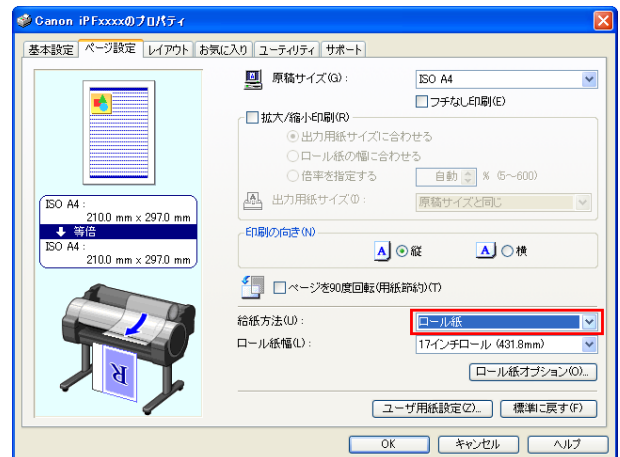 Canon iPFxxxxのプロパティ
基本設定 ページ設定 レイアウト お気に入り ユーティリティ サポート
原稿サイズ(G): ISO A4
フチなし印刷(E)
拡大/縮小印刷(R)
出力用紙サイズに合わせる
ロール紙の幅に合わせる
倍率を指定する 自動 % (5~600)
出力用紙サイズ(I): 原稿サイズと同じ
ISO A4 :
210.0 mm x 297.0 mm
等倍
ISO A4 :
210.0 mm x 297.0 mm
印刷の向き(N)
A 縦 A 横
ページを90度回転(用紙節約)(T)
給紙方法(U): ロール紙
ロール紙幅(L): 17インチロール (431.8mm)
R
ロール紙オプション(O)...
ユーザ用紙設定(Z)... 標準に戻す(F)
OK キャンセル ヘルプ